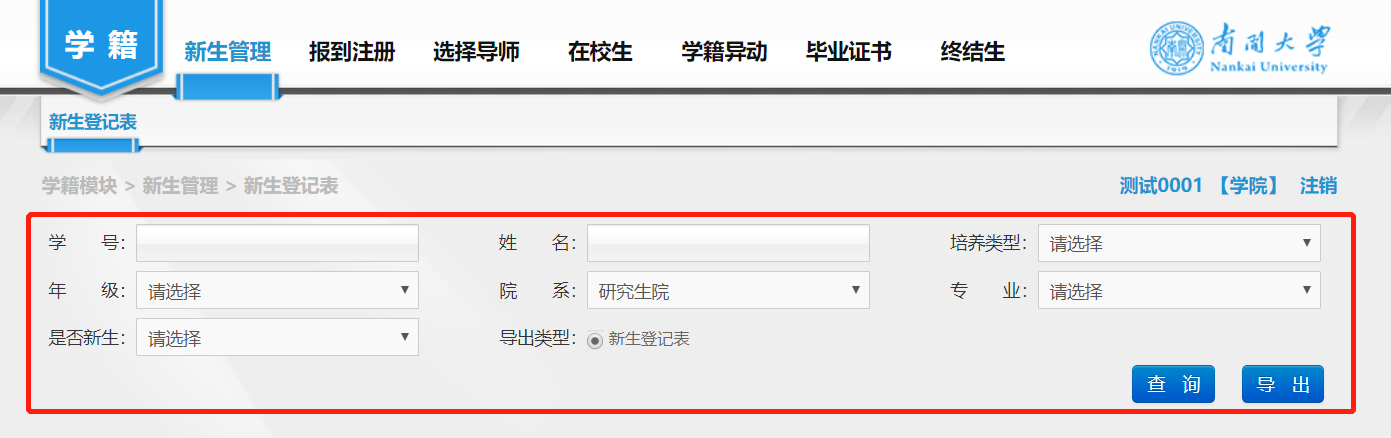 学 籍
新生管理 报到注册 选择导师 在校生 学籍异动 毕业证书 终结生
南开大学
Nankai University
新生登记表
学籍模块 > 新生管理 > 新生登记表
测试0001 【学院】 注销
学 号: 姓 名: 培养类型: 请选择
年 级: 请选择 院 系: 研究生院 专 业: 请选择
是否新生: 请选择 导出类型: 新生登记表
查 询 导 出